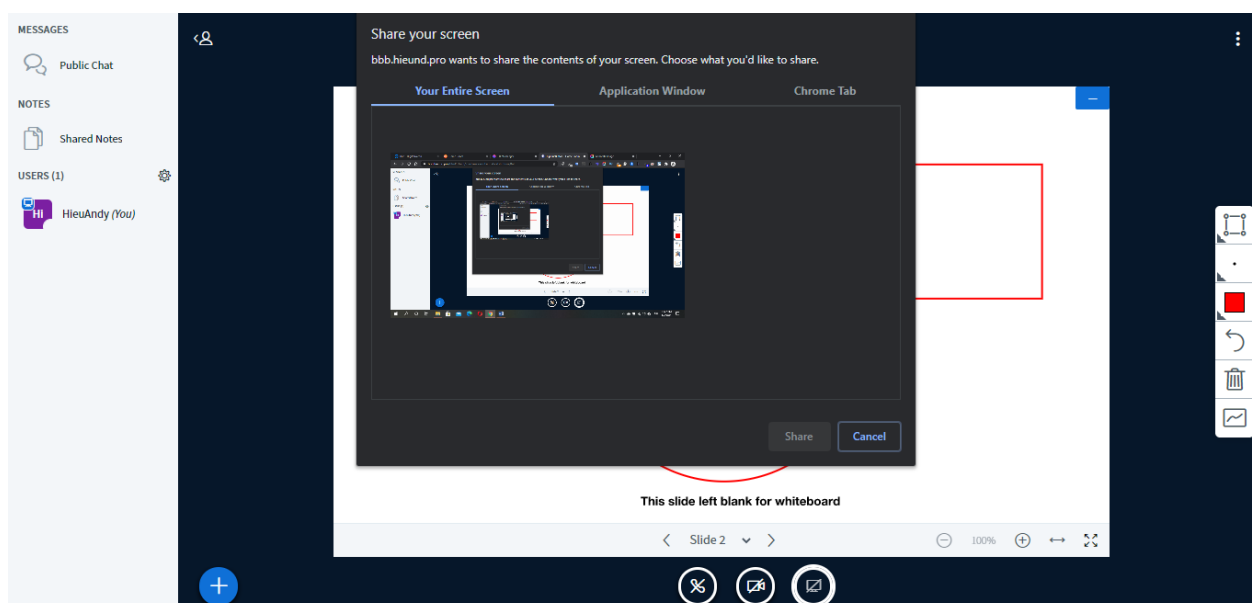 MESSAGES
Public Chat
NOTES
Shared Notes
USERS (1)
HI
HieuAndy (You)
Share your screen
bbb.hieund.pro wants to share the contents of your screen. Choose what you'd like to share.
Your Entire Screen
Application Window
Chrome Tab
Share
Cancel
This slide left blank for whiteboard
Slide 2
100%